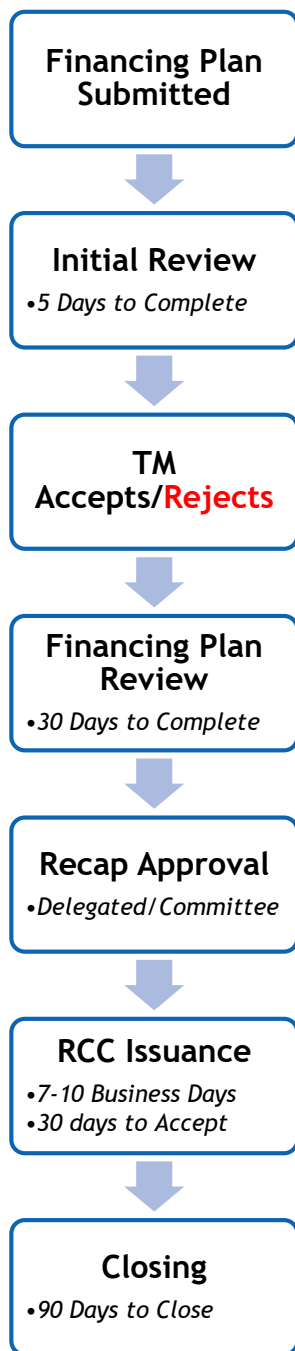 Financing Plan
Submitted
Initial Review
•5 Days to Complete
TM
Accepts/Rejects
Financing Plan
Review
•30 Days to Complete
Recap Approval
•Delegated/Committee
RCC Issuance
•7-10 Business Days
•30 days to Accept
Closing
•90 Days to Close